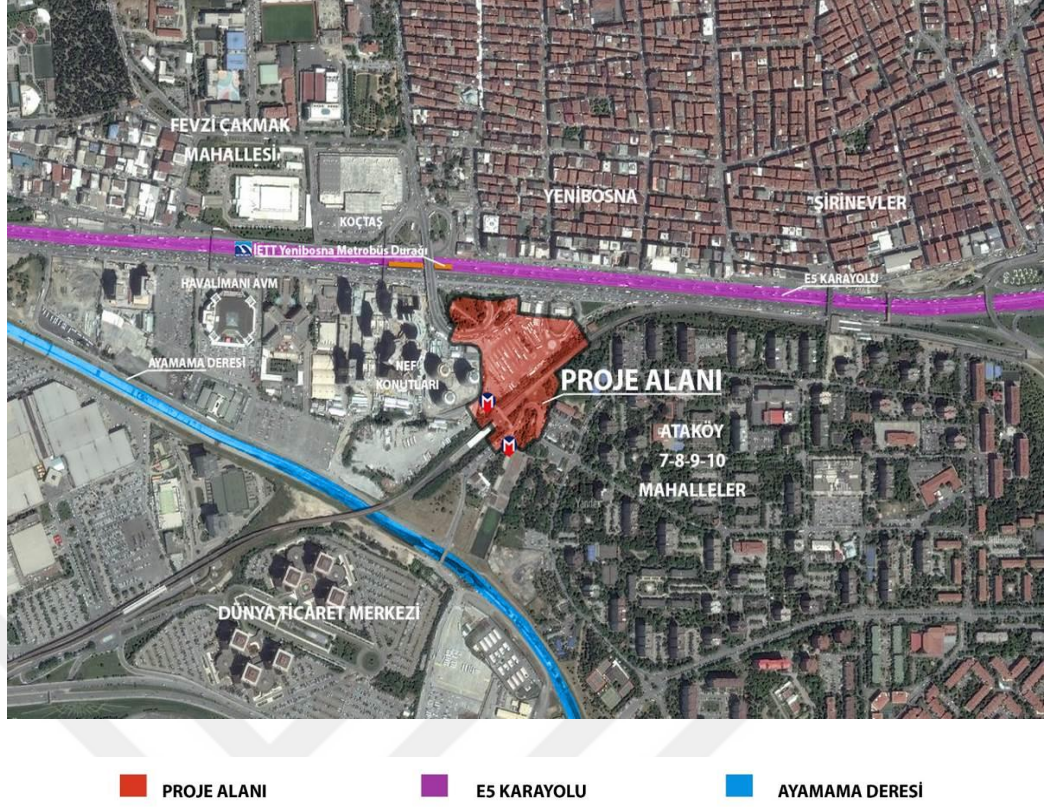 FEVZİ ÇAKMAK
MAHALLESİ
KOÇTAŞ
YENİBOSNA
ŞİRİNEVLER
İETT Yenibosna Metrobüs Durağı
E5 KARAYOLU
HAVALİMANI AVM
AYAMAMA DERESİ
NEF
KONUTLARI
PROJE ALANI
M
M
ATAKÖY
7-8-9-10
MAHALLELER
DÜNYA TİCARET MERKEZİ
PROJE ALANI
E5 KARAYOLU
AYAMAMA DERESİ